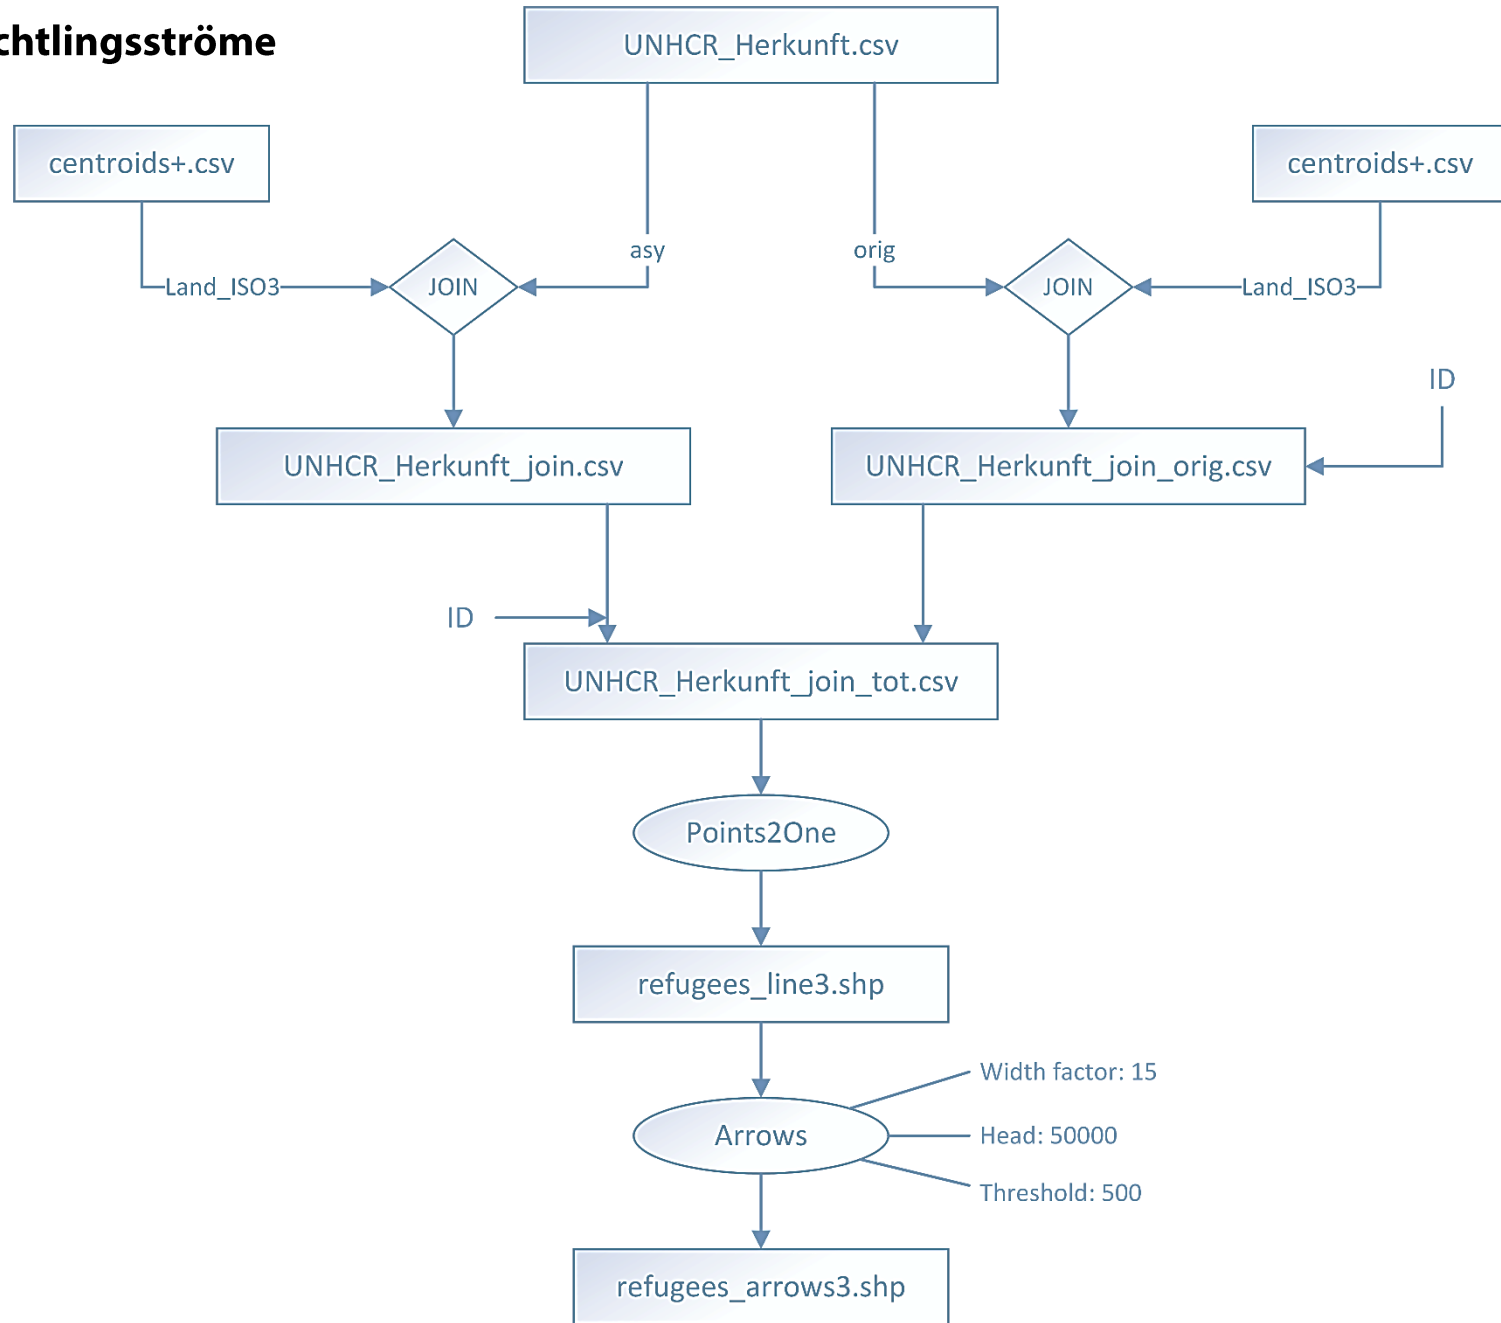 chtlingsströme
UNHCR_Herkunft.csv
centroids+.csv
centroids+.csv
asy
orig
Land_ISO3
JOIN
JOIN
Land_ISO3
ID
UNHCR_Herkunft_join.csv
UNHCR_Herkunft_join_orig.csv
ID
UNHCR_Herkunft_join_tot.csv
Points2One
refugees_line3.shp
Width factor: 15
Arrows
Head: 50000
Threshold: 500
refugees_arrows3.shp